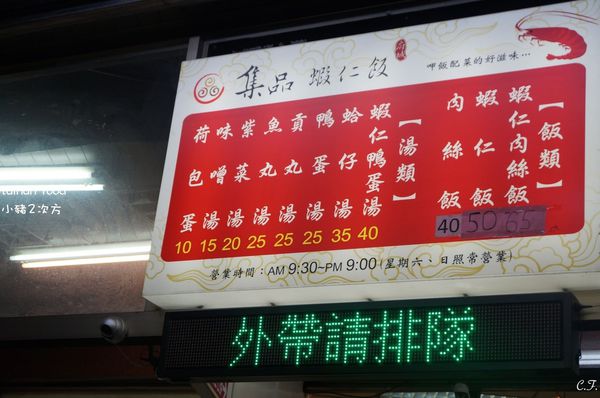 集品 蝦仁飯
府城
呷飯配菜的好滋味…
【飯類】
蝦仁肉絲飯
蝦仁飯
肉絲飯
40 50 65
【湯類】
蝦仁鴨蛋湯
蛤仔湯
鴨蛋湯
貢丸湯
魚丸湯
紫菜湯
味噌湯
荷包蛋
10 15 20 25 25 25 35 40
營業時間：AM 9:30~PM 9:00(星期六、日照常營業)
外帶請排隊
tainan food
小豬2次方
C.F.